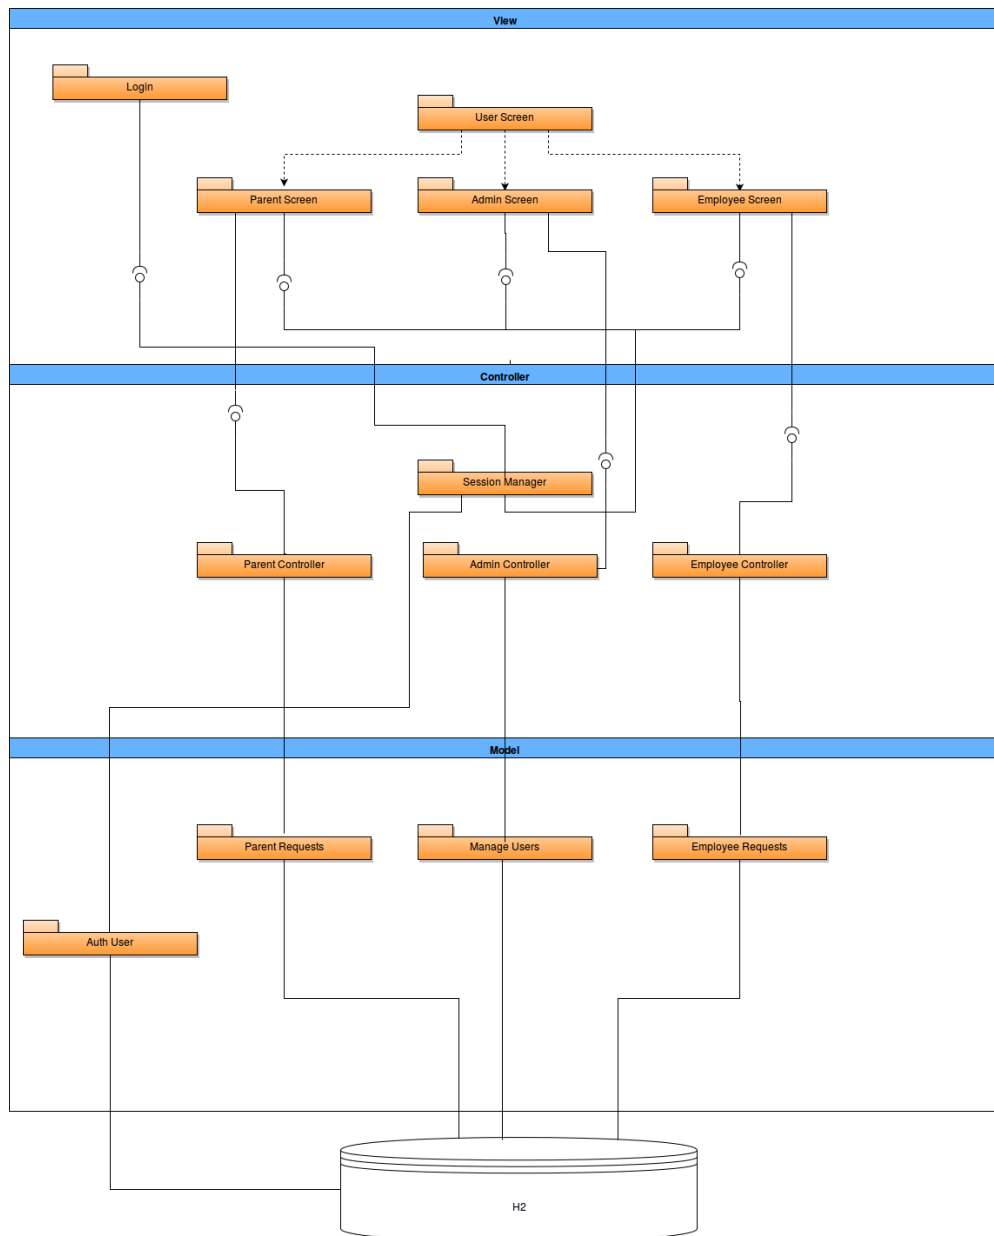 View
Login
User Screen
Parent Screen
Admin Screen
Employee Screen
Controller
Session Manager
Parent Controller
Admin Controller
Employee Controller
Model
Parent Requests
Manage Users
Employee Requests
Auth User
H2